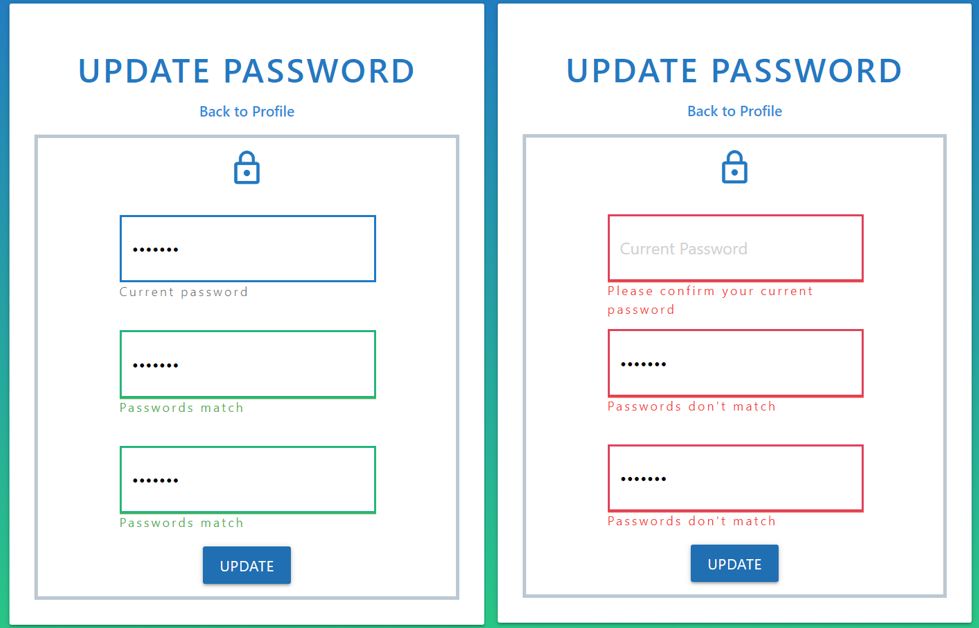 UPDATE PASSWORD
Back to Profile
•••••••
Current password
•••••••
Passwords match
•••••••
Passwords match
UPDATE
UPDATE PASSWORD
Back to Profile
Current Password
Please confirm your current
password
•••••••
Passwords don't match
•••••••
Passwords don't match
UPDATE